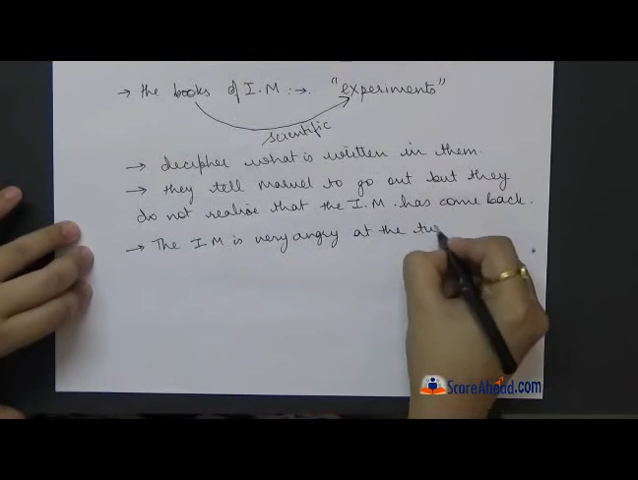 → the books of I.M :→. "experiments"
scientific
→ decipher what is written in them.
→ they tell Marvel to go out but they
do not realise that the I.M. has come back.
→ The I M is very angry at the tw
ScoreAhead.com